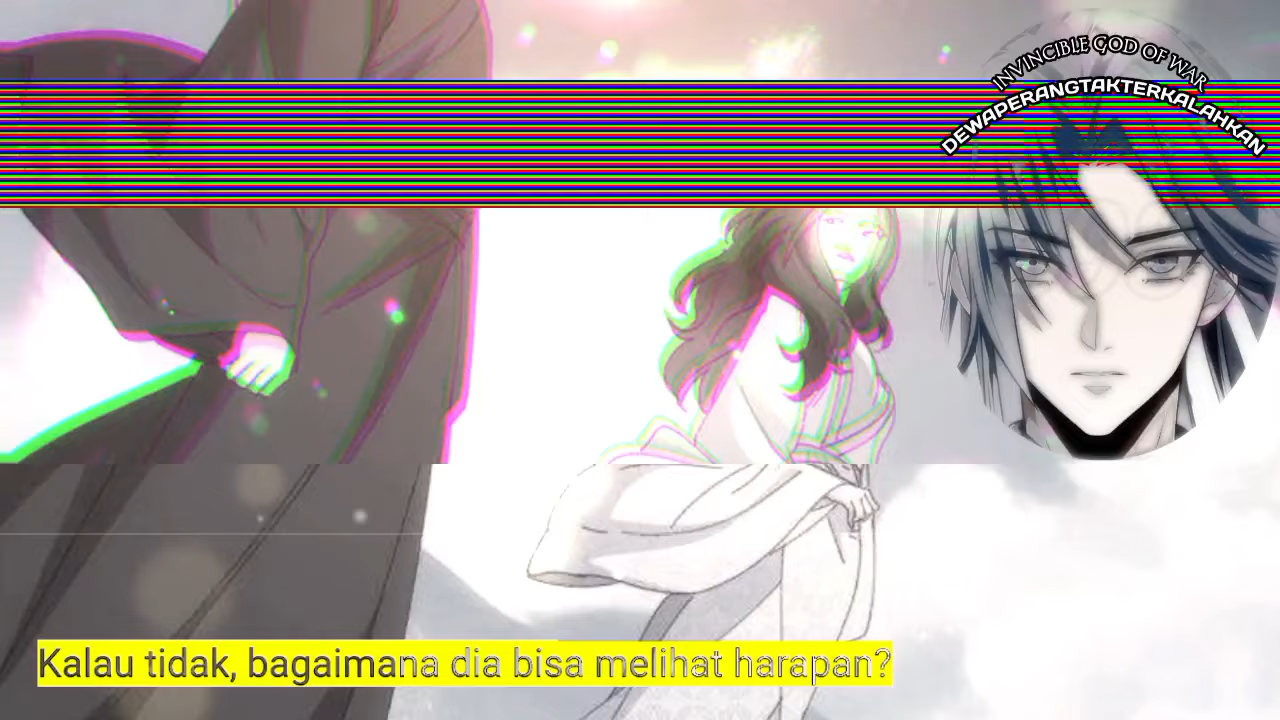 INVINCIBLE GOD OF WAR
DEWAPERANGTAKTERKALAHKAN
Kalau tidak, bagaimana dia bisa melihat harapan?